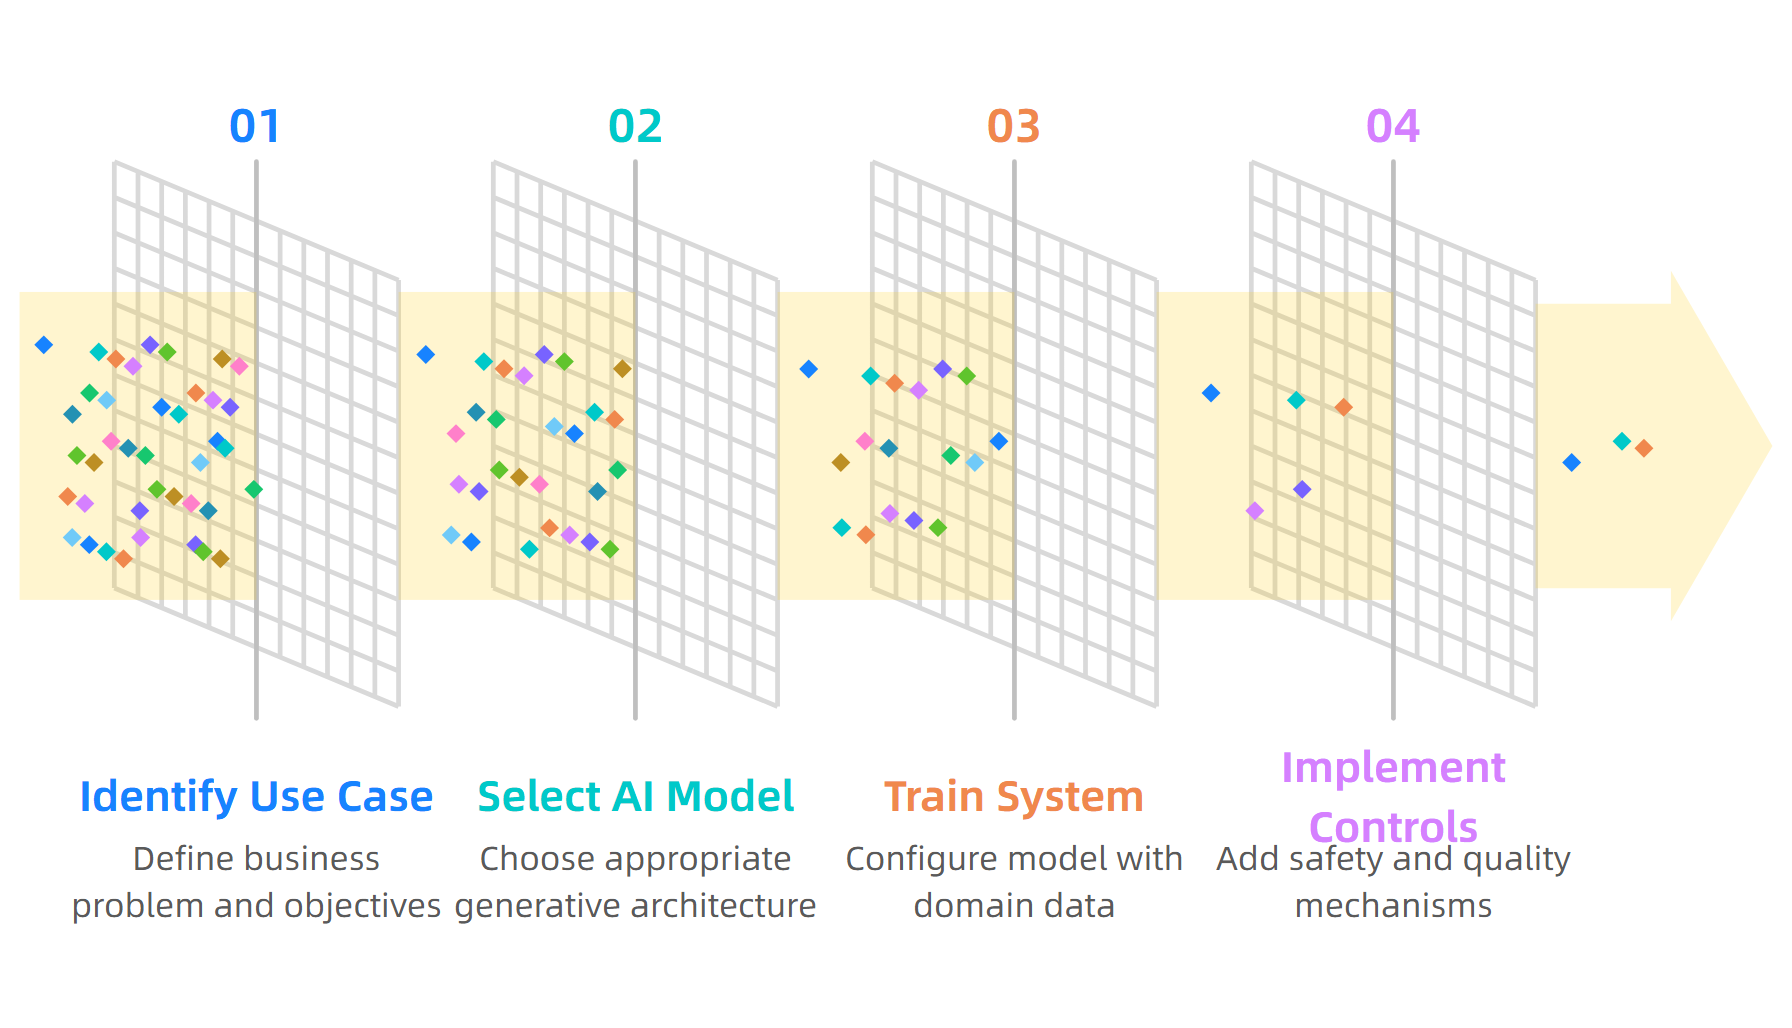 01
02
03
04
Identify Use Case
Define business
problem and objectives
Select AI Model
Choose appropriate
generative architecture
Train System
Configure model with
domain data
Implement
Controls
Add safety and quality
mechanisms